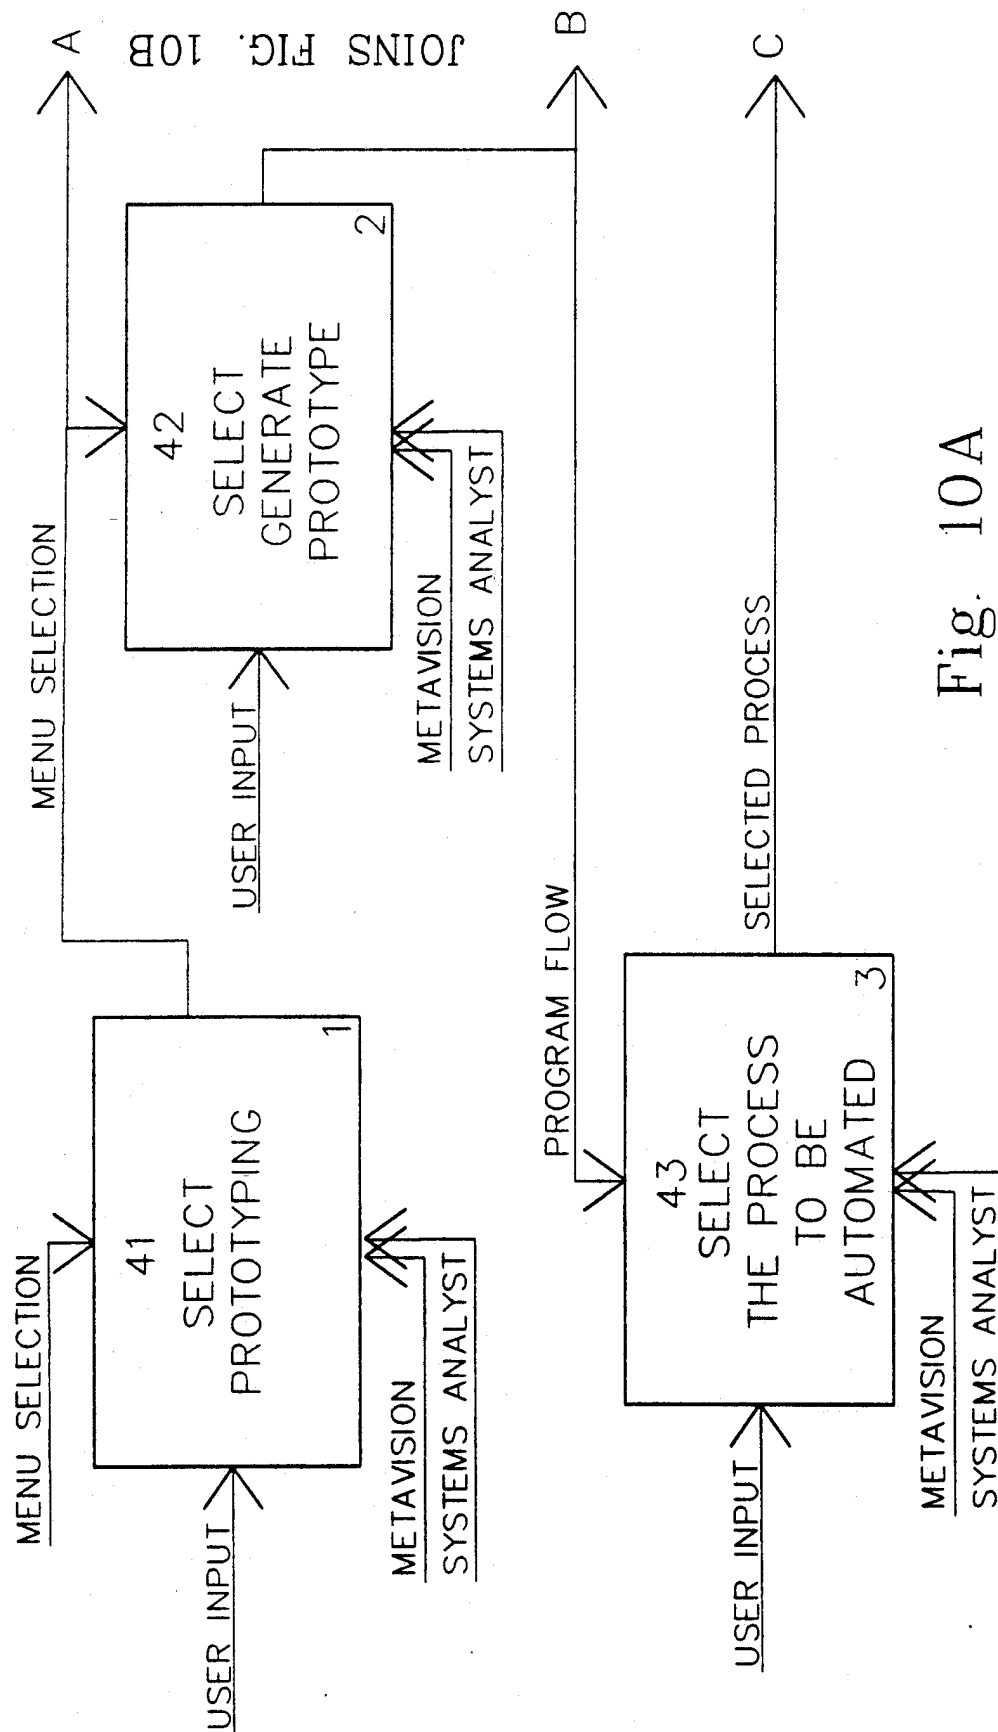 MENU SELECTION
41
SELECT
PROTOTYPING
1
USER INPUT
METAVISION
SYSTEMS ANALYST
MENU SELECTION
A
42
SELECT
GENERATE
PROTOTYPE
2
USER INPUT
METAVISION
SYSTEMS ANALYST
JOINS FIG. 10B
PROGRAM FLOW
B
43
SELECT
THE PROCESS
TO BE
AUTOMATED
3
USER INPUT
METAVISION
SYSTEMS ANALYST
SELECTED PROCESS
C
Fig. 10A